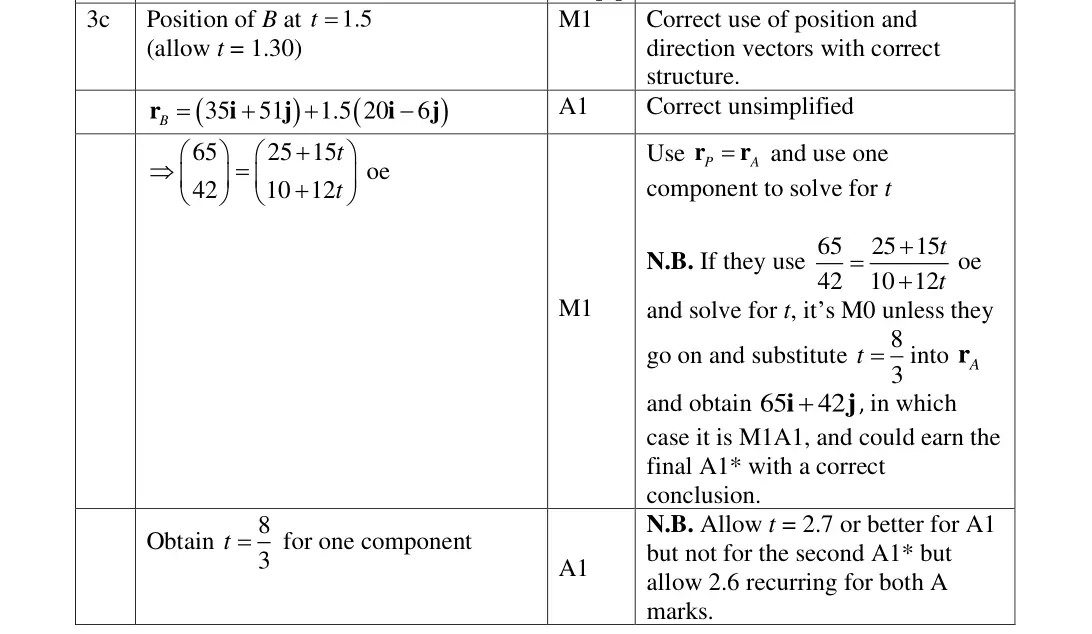 3c Position of B at t = 1.5 M1 Correct use of position and
(allow t = 1.30) direction vectors with correct
structure.
r_B = (35i + 51j) + 1.5(20i − 6j) A1 Correct unsimplified
⇒ (65 42) = (25 + 15t 10 + 12t) oe
M1
Use r_P = r_A and use one
component to solve for t
N.B. If they use 65/42 = (25 + 15t)/(10 + 12t) oe
and solve for t, it’s M0 unless they
go on and substitute t = 8/3 into r_A
and obtain 65i + 42j, in which
case it is M1A1, and could earn the
final A1* with a correct
conclusion.
Obtain t = 8/3 for one component
A1
N.B. Allow t = 2.7 or better for A1
but not for the second A1* but
allow 2.6 recurring for both A
marks.